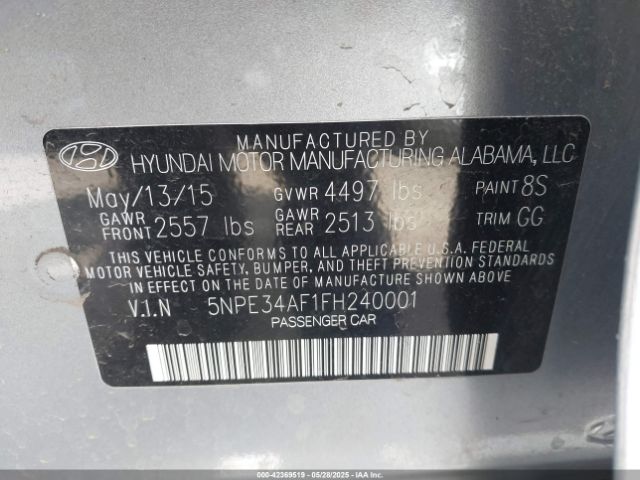 MANUFACTURED BY
HYUNDAI MOTOR MANUFACTURING ALABAMA, LLC
May/13/15 GVWR 4497 lbs PAINT 8S
GAWR FRONT 2557 lbs GAWR REAR 2513 lbs TRIM GG
THIS VEHICLE CONFORMS TO ALL APPLICABLE U.S.A. FEDERAL
MOTOR VEHICLE SAFETY, BUMPER, AND THEFT PREVENTION STANDARDS
IN EFFECT ON THE DATE OF MANUFACTURE SHOWN ABOVE.
V.I.N 5NPE34AF1FH240001
PASSENGER CAR
000-42369519 - 05/28/2025 - COPYRIGHT IAA, LLC.